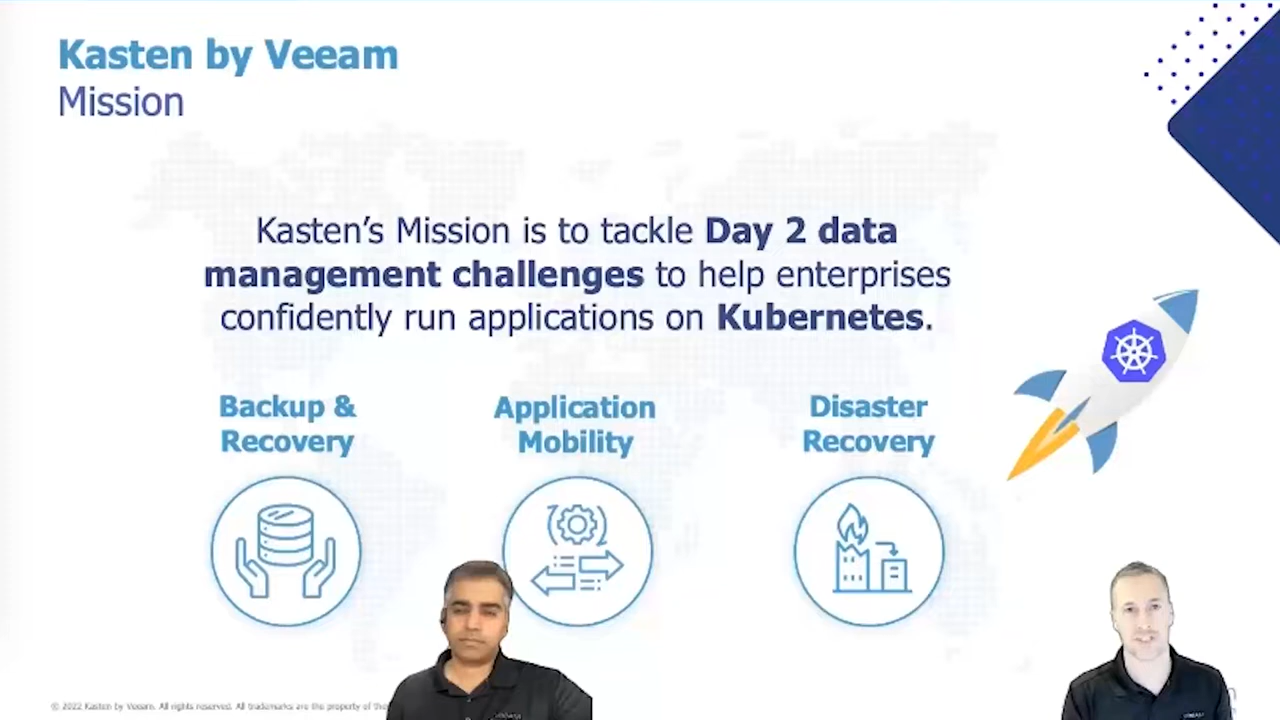 Kasten by Veeam
Mission
Kasten's Mission is to tackle Day 2 data
management challenges to help enterprises
confidently run applications on Kubernetes.
Backup &
Recovery
Application
Mobility
Disaster
Recovery
© 2022 Kasten by Veeam. All rights reserved. All trademarks are the property of